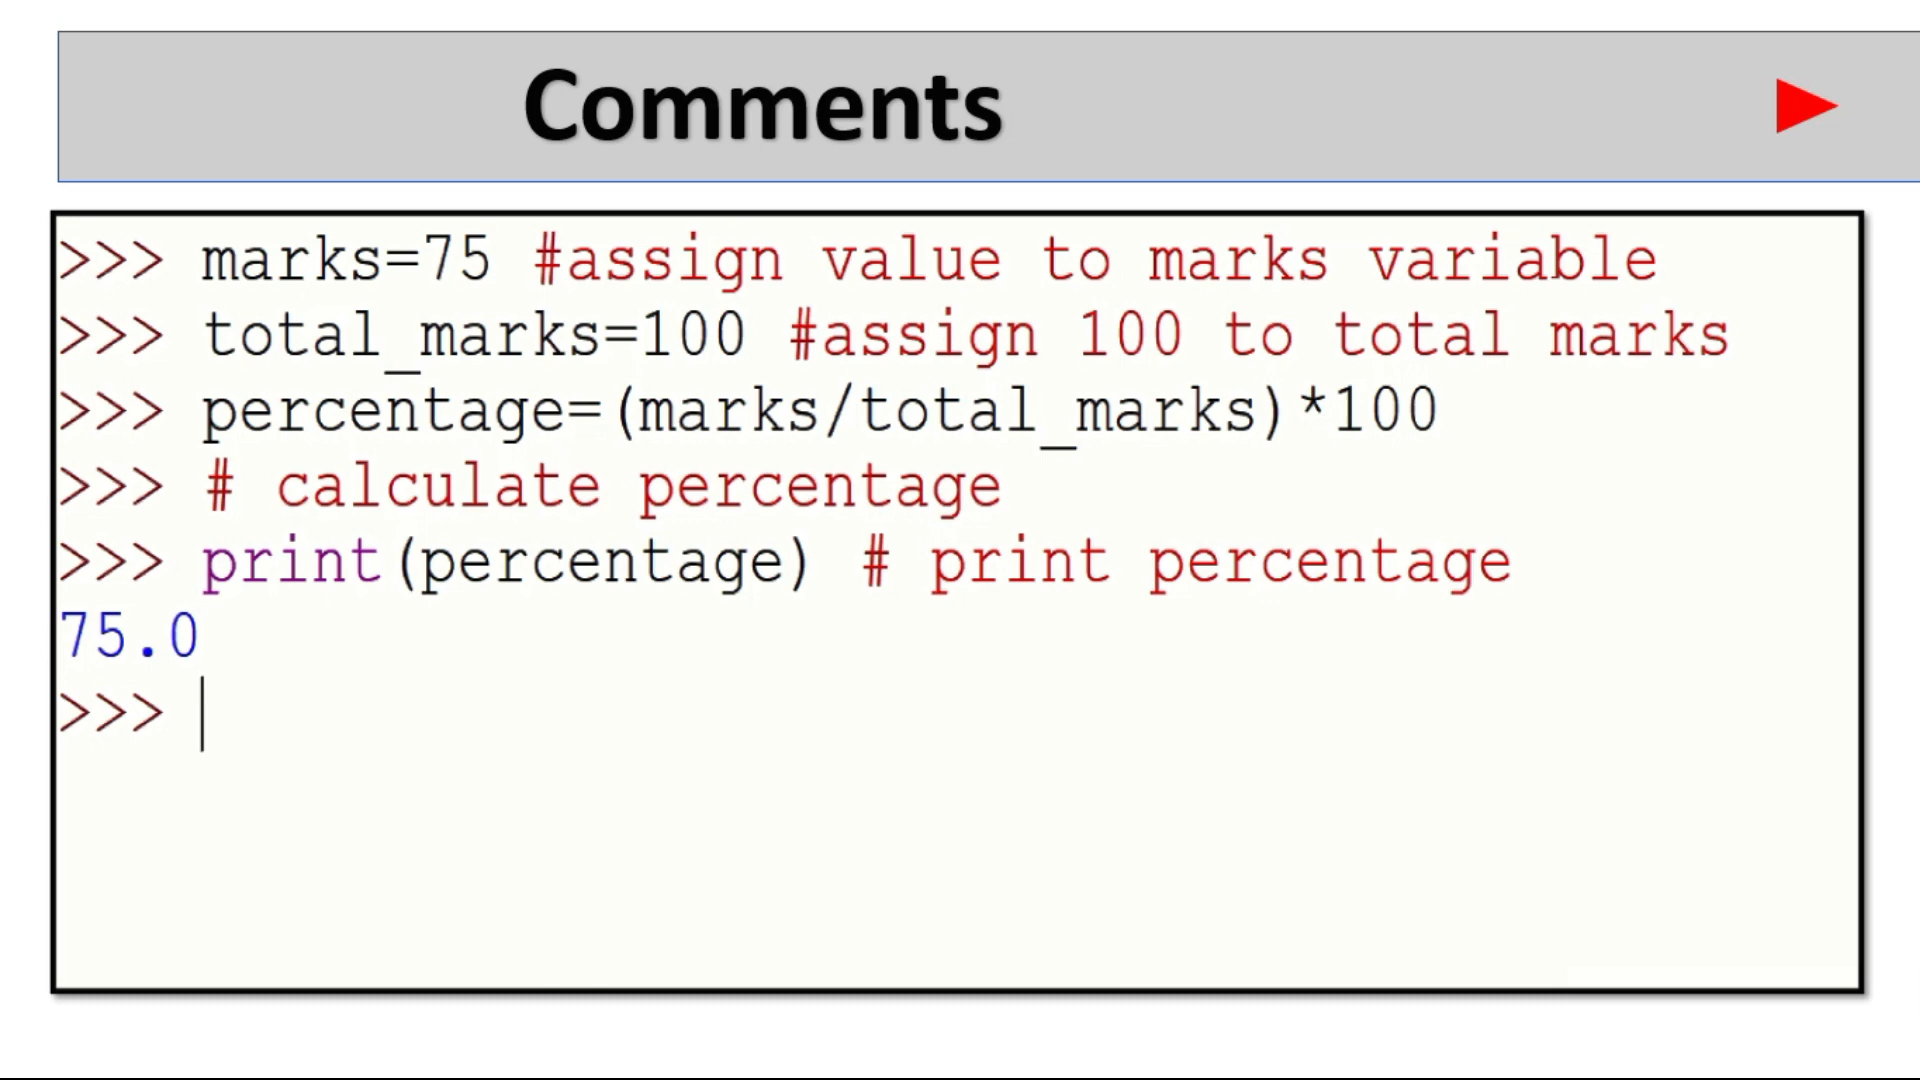 Comments
>>> marks=75 #assign value to marks variable
>>> total_marks=100 #assign 100 to total marks
>>> percentage=(marks/total_marks)*100
>>> # calculate percentage
>>> print(percentage) # print percentage
75.0
>>>